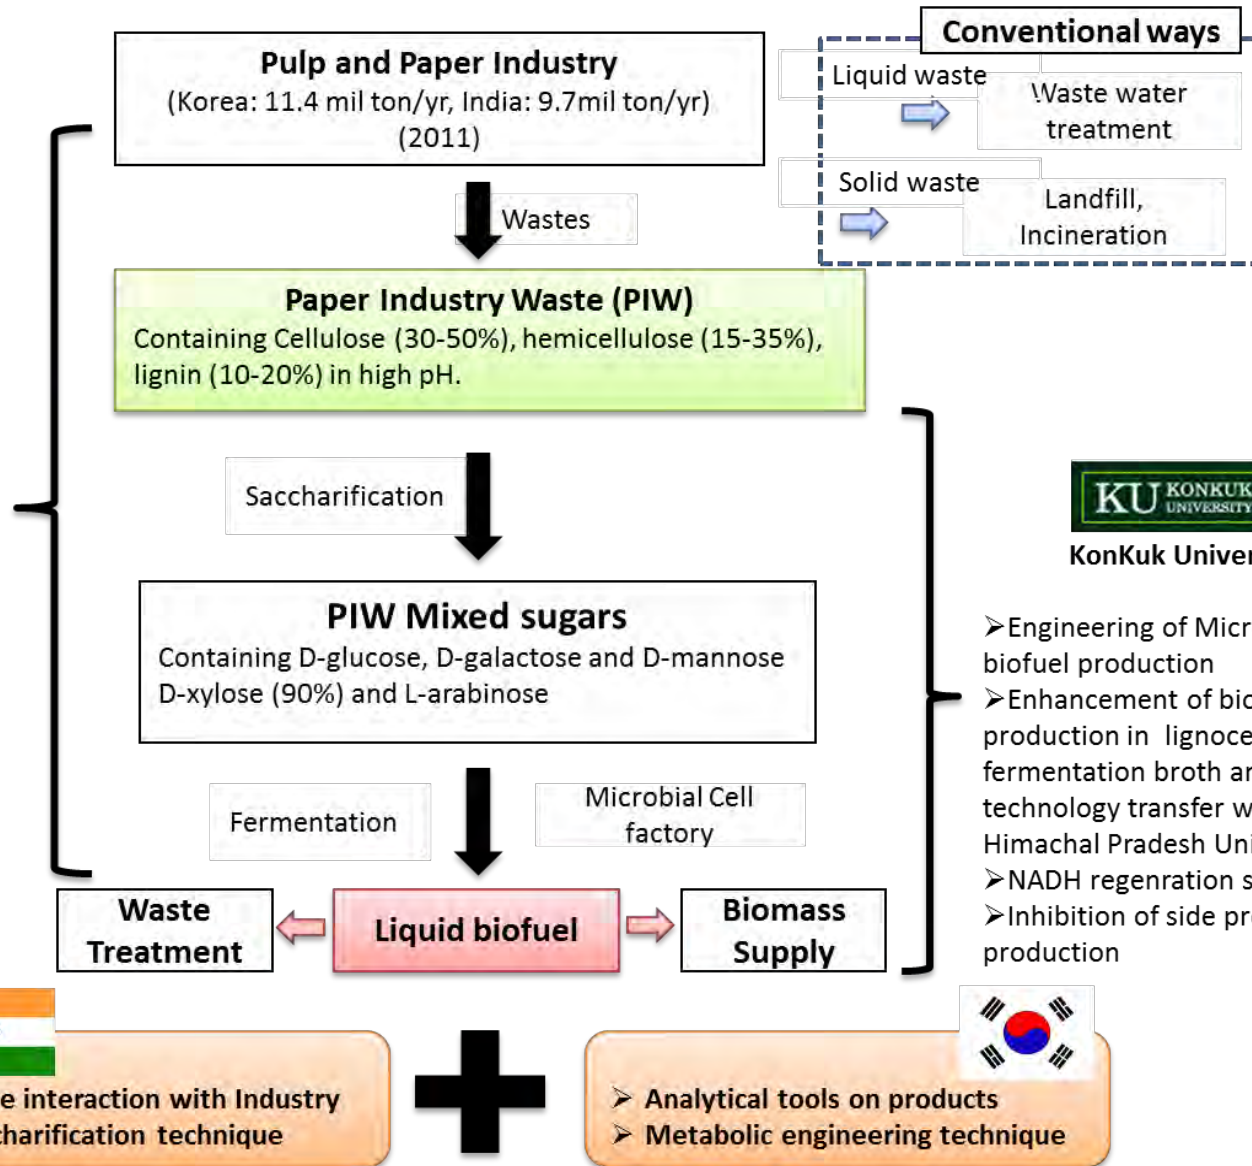 Pulp and Paper Industry
(Korea: 11.4 mil ton/yr, India: 9.7mil ton/yr)
(2011)
Conventional ways
Liquid waste
Waste water
treatment
Solid waste
Landfill,
Incineration
Wastes
Paper Industry Waste (PIW)
Containing Cellulose (30-50%), hemicellulose (15-35%),
lignin (10-20%) in high pH.
Saccharification
PIW Mixed sugars
Containing D-glucose, D-galactose and D-mannose
D-xylose (90%) and L-arabinose
Fermentation
Microbial Cell
factory
Waste
Treatment
Liquid biofuel
Biomass
Supply
KU KONKUK
UNIVERSITY
KonKuk Univer
➢Engineering of Micr
biofuel production
➢Enhancement of bio
production in lignoce
fermentation broth ar
technology transfer w
Himachal Pradesh Uni
➢NADH regenration s
➢Inhibition of side pro
production
e interaction with Industry
charification technique
➢ Analytical tools on products
➢ Metabolic engineering technique